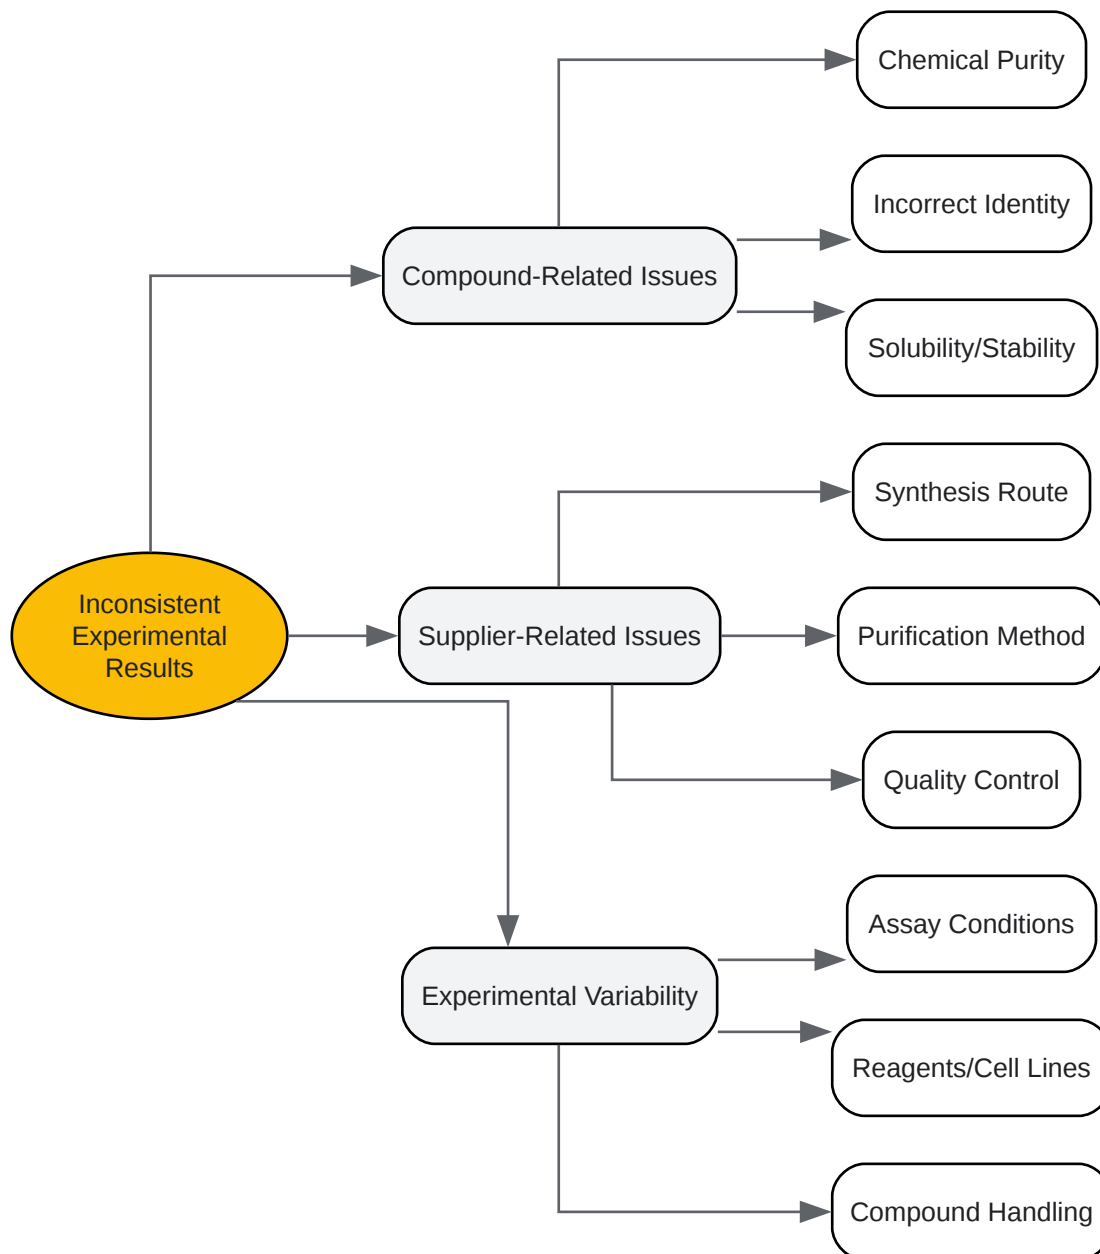 Chemical Purity
Incorrect Identity
Compound-Related Issues
Solubility/Stability
Synthesis Route
Inconsistent
Experimental
Results
Supplier-Related Issues
Purification Method
Quality Control
Assay Conditions
Experimental Variability
Reagents/Cell Lines
Compound Handling